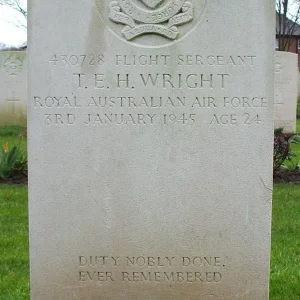 430728 FLIGHT SERGEANT
T. E. H. WRIGHT
ROYAL AUSTRALIAN AIR FORCE
3RD JANUARY 1945 AGE 24
DUTY NOBLY DONE,
EVER REMEMBERED